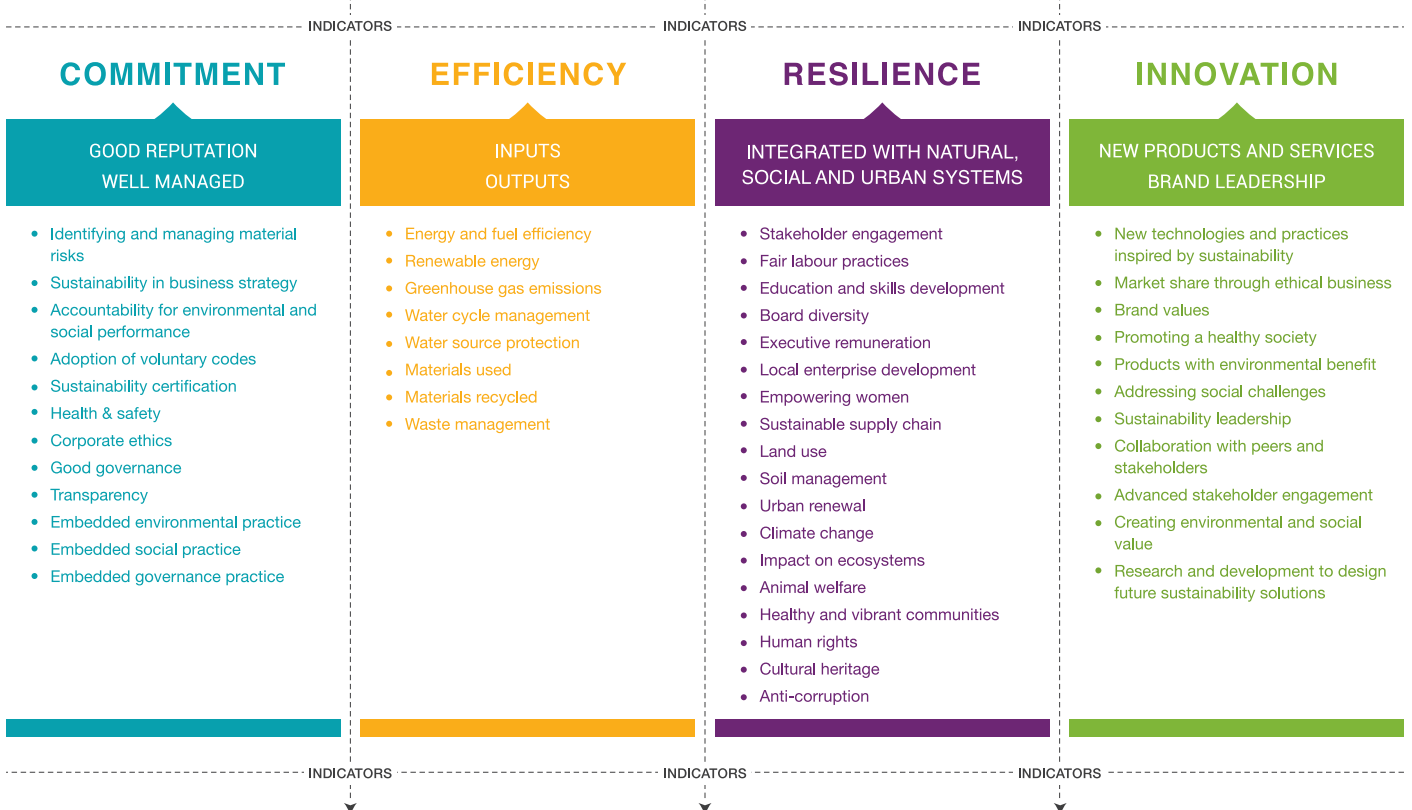 INDICATORS
INDICATORS
INDICATORS
COMMITMENT
GOOD REPUTATION
WELL MANAGED
• Identifying and managing material
risks
• Sustainability in business strategy
• Accountability for environmental and
social performance
• Adoption of voluntary codes
• Sustainability certification
• Health & safety
• Corporate ethics
• Good governance
• Transparency
• Embedded environmental practice
• Embedded social practice
• Embedded governance practice
EFFICIENCY
INPUTS
OUTPUTS
• Energy and fuel efficiency
• Renewable energy
• Greenhouse gas emissions
• Water cycle management
• Water source protection
• Materials used
• Materials recycled
• Waste management
RESILIENCE
INTEGRATED WITH NATURAL,
SOCIAL AND URBAN SYSTEMS
• Stakeholder engagement
• Fair labour practices
• Education and skills development
• Board diversity
• Executive remuneration
• Local enterprise development
• Empowering women
• Sustainable supply chain
• Land use
• Soil management
• Urban renewal
• Climate change
• Impact on ecosystems
• Animal welfare
• Healthy and vibrant communities
• Human rights
• Cultural heritage
• Anti-corruption
INNOVATION
NEW PRODUCTS AND SERVICES
BRAND LEADERSHIP
• New technologies and practices
inspired by sustainability
• Market share through ethical business
• Brand values
• Promoting a healthy society
• Products with environmental benefit
• Addressing social challenges
• Sustainability leadership
• Collaboration with peers and
stakeholders
• Advanced stakeholder engagement
• Creating environmental and social
value
• Research and development to design
future sustainability solutions
INDICATORS
INDICATORS
INDICATORS